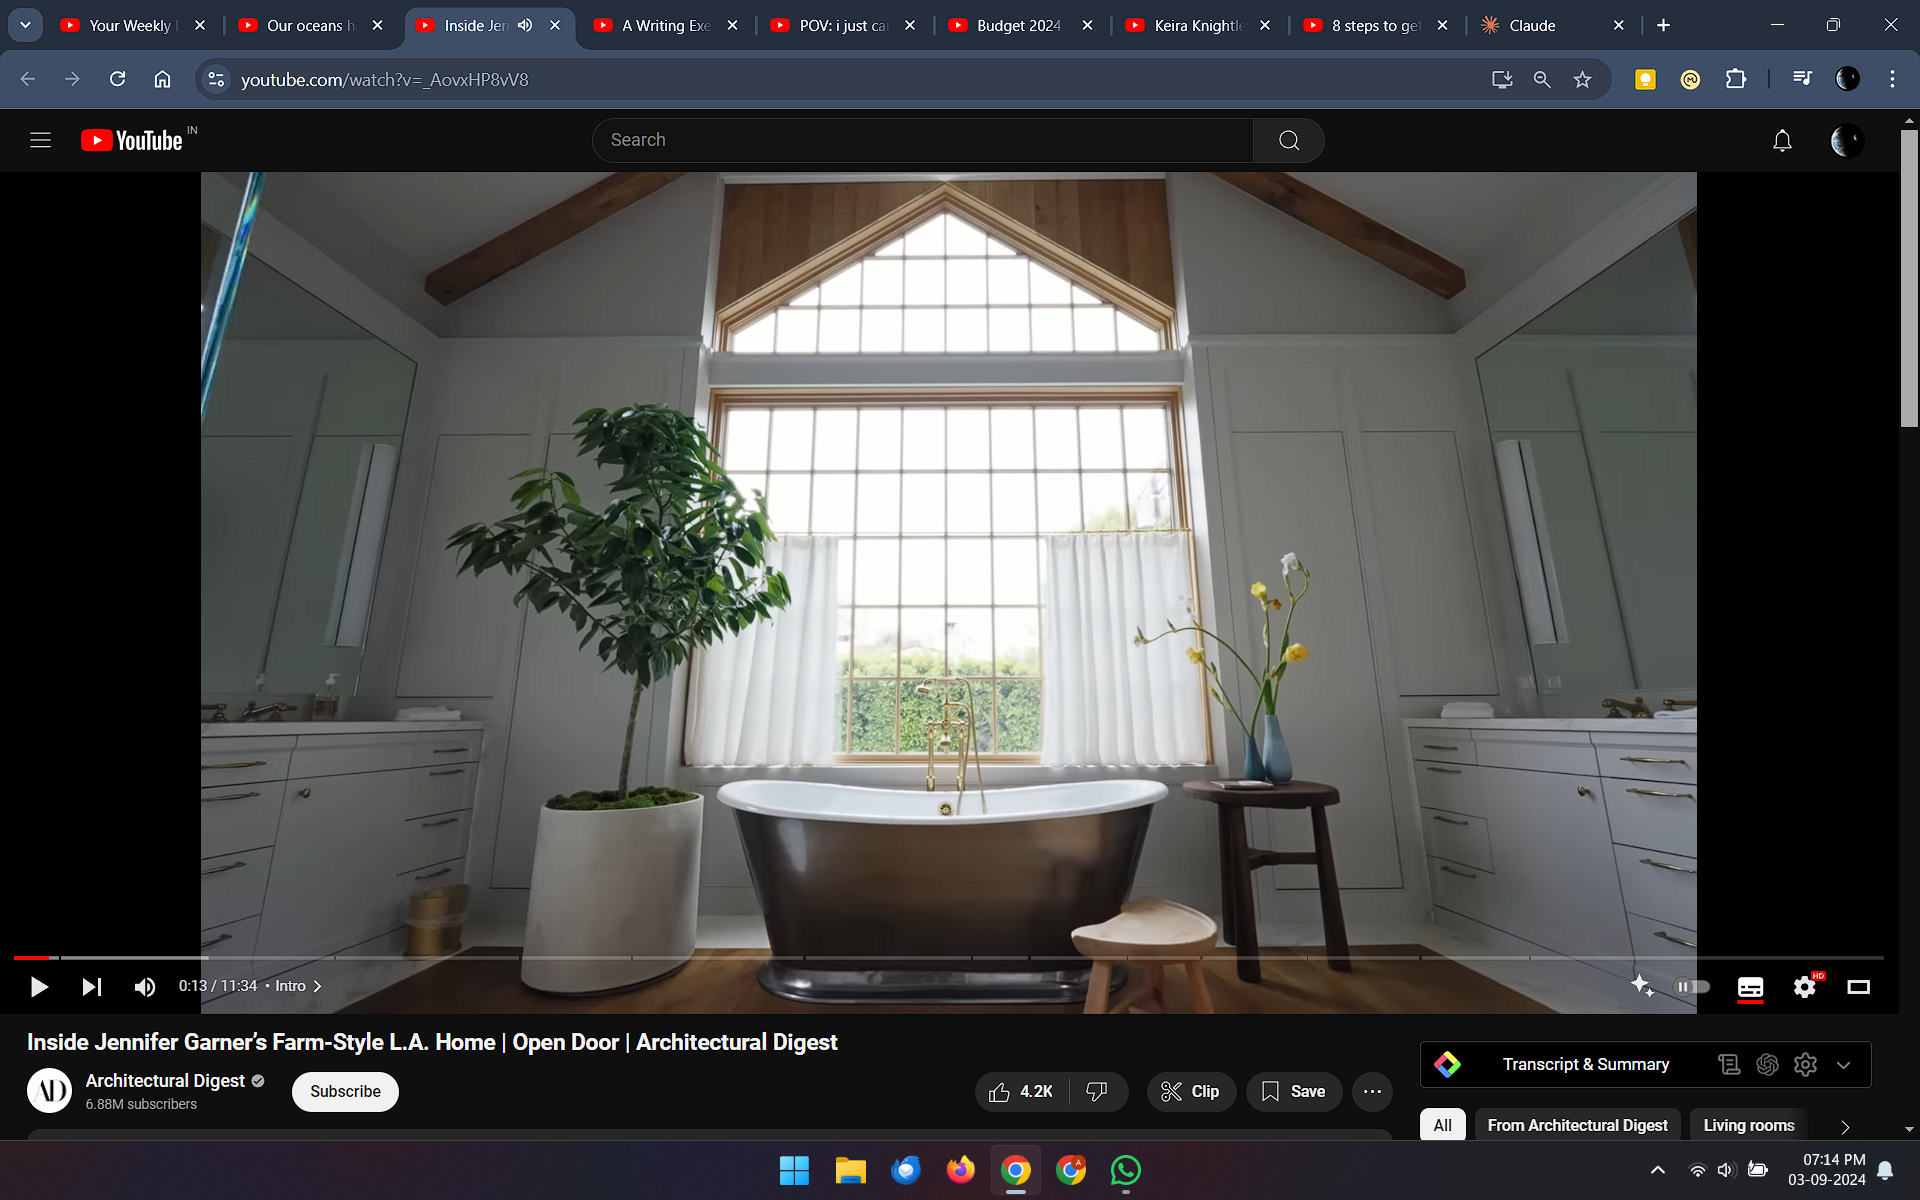 Your Weekly
Our oceans h
Inside Jen
A Writing Exe
POV: i just ca
Budget 2024
Keira Knightle
8 steps to get
Claude
youtube.com/watch?v=_AovxHP8vV8
YouTube IN
Search
0:13 / 11:34 • Intro
HD
Inside Jennifer Garner’s Farm-Style L.A. Home | Open Door | Architectural Digest
AD
Architectural Digest
6.88M subscribers
Subscribe
4.2K
Clip
Save
Transcript & Summary
All
From Architectural Digest
Living rooms
07:14 PM
03-09-2024